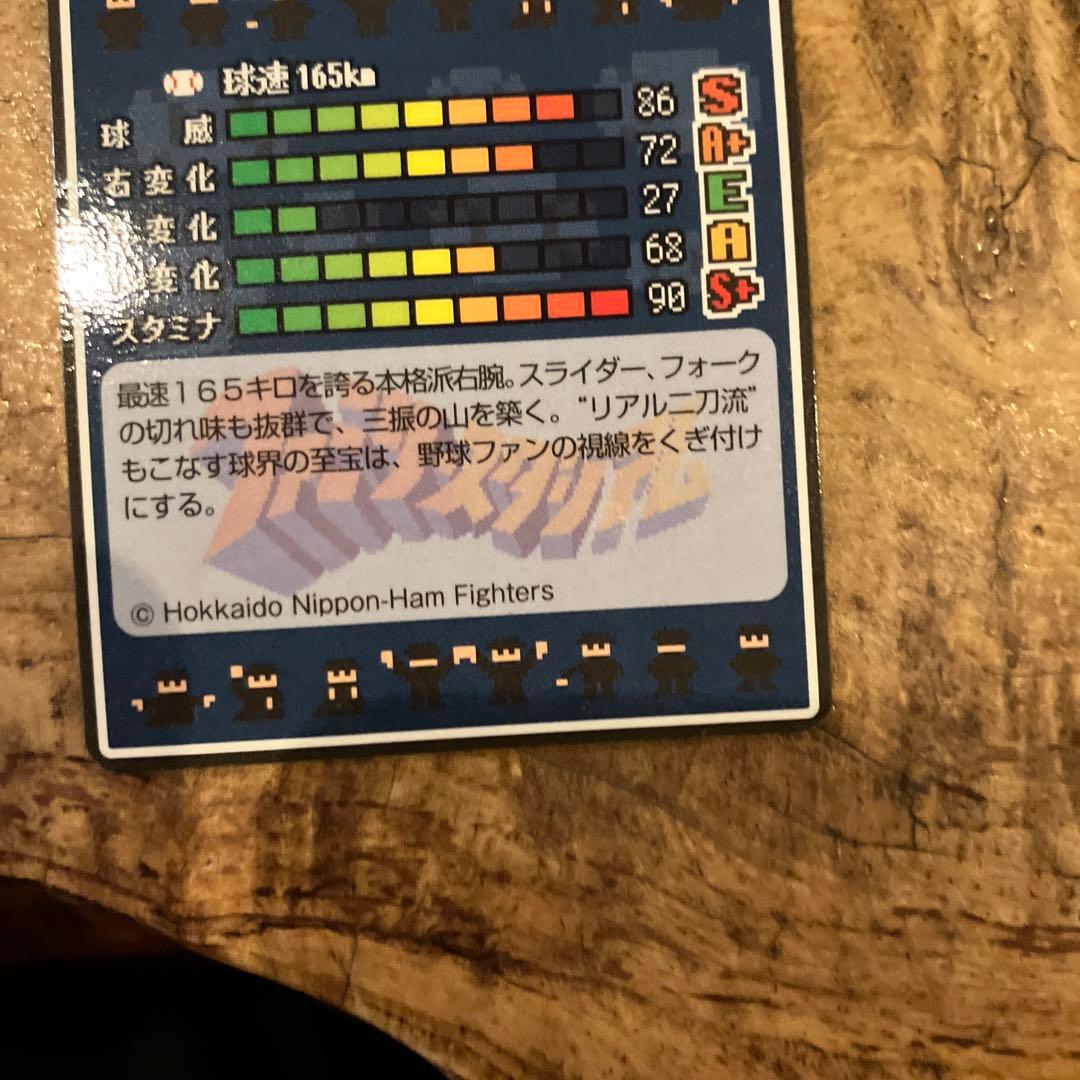 球速165km
球威 86 S
右変化 72 A+
変化 27 E
変化 68 A
スタミナ 90 S+
最速165キロを誇る本格派右腕。スライダー、フォーク
の切れ味も抜群で、三振の山を築く。“リアル二刀流”
もこなす球界の至宝は、野球ファンの視線をくぎ付け
にする。
© Hokkaido Nippon-Ham Fighters